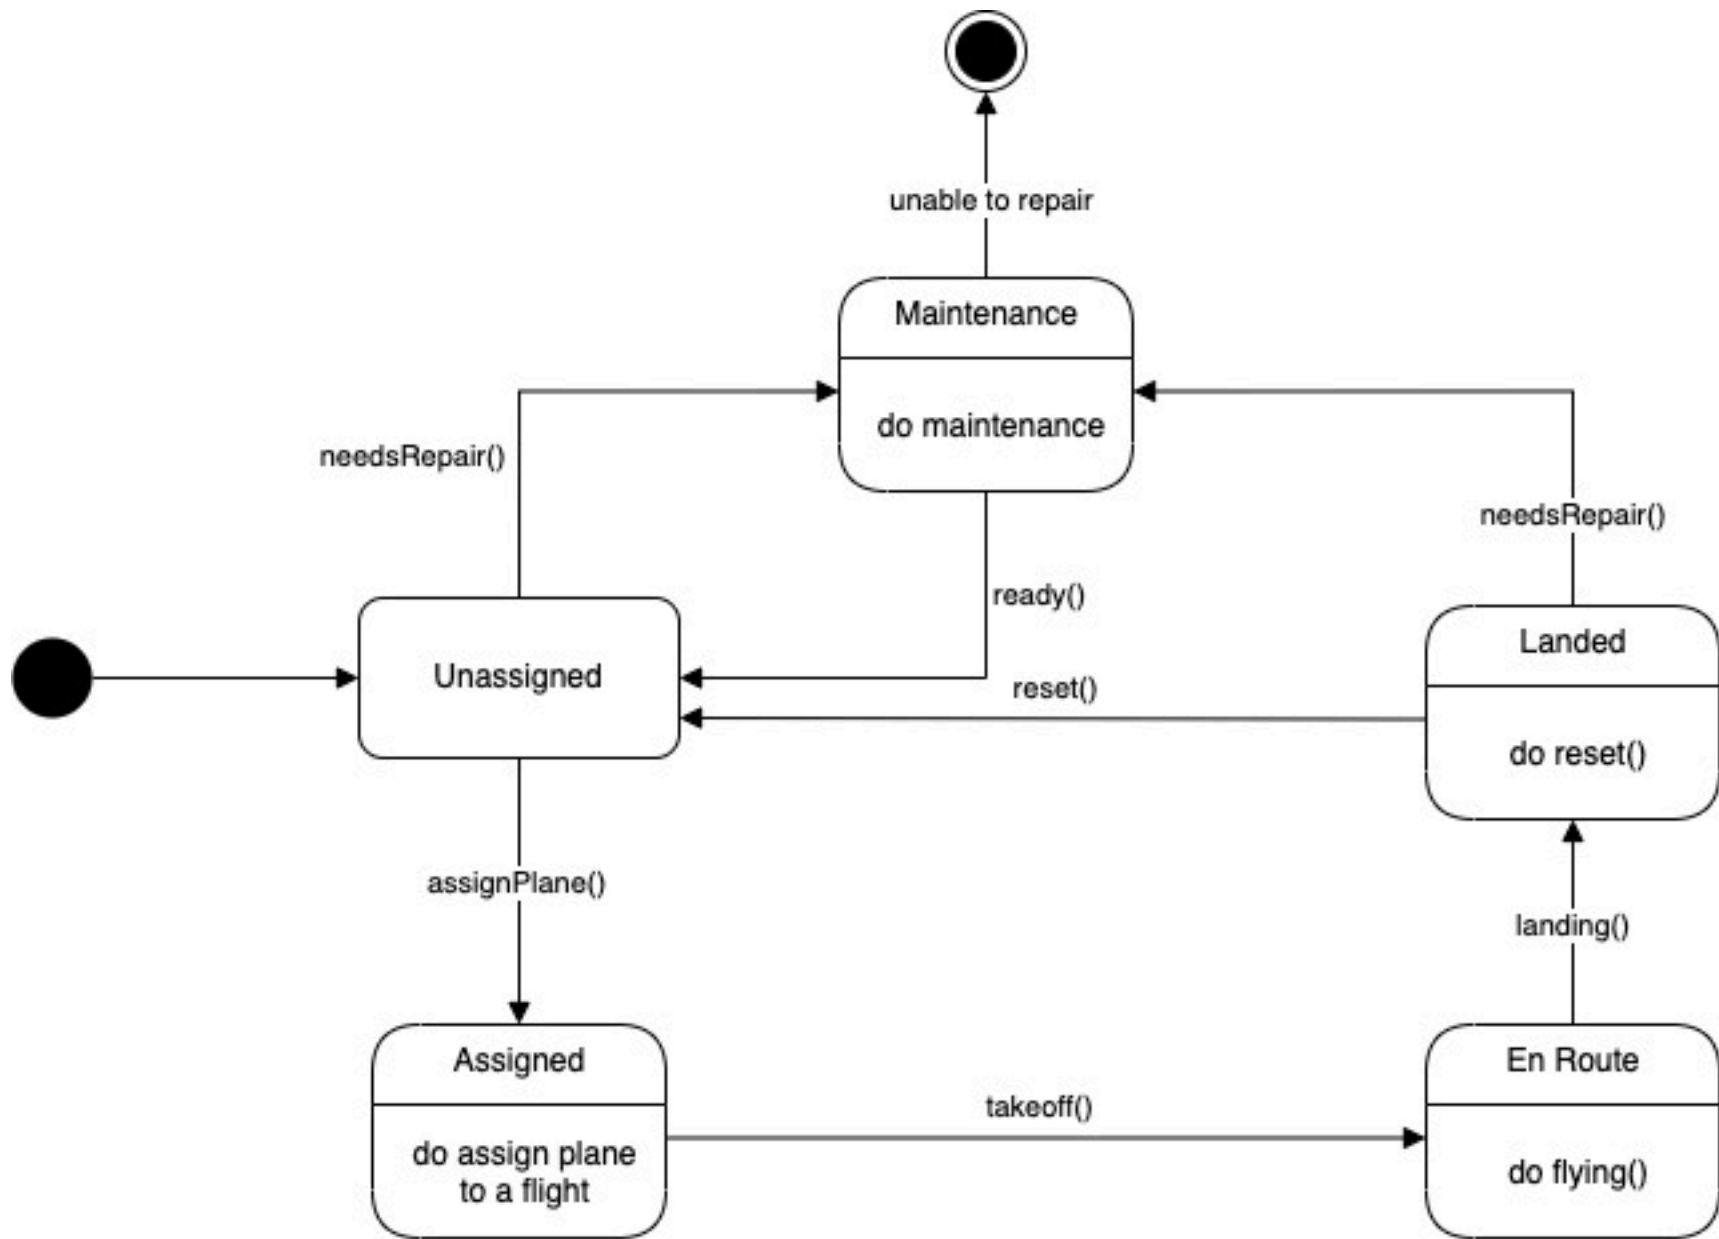 unable to repair
Maintenance
do maintenance
needsRepair()
needsRepair()
ready()
Unassigned
reset()
Landed
do reset()
assignPlane()
landing()
Assigned
do assign plane
to a flight
takeoff()
En Route
do flying()